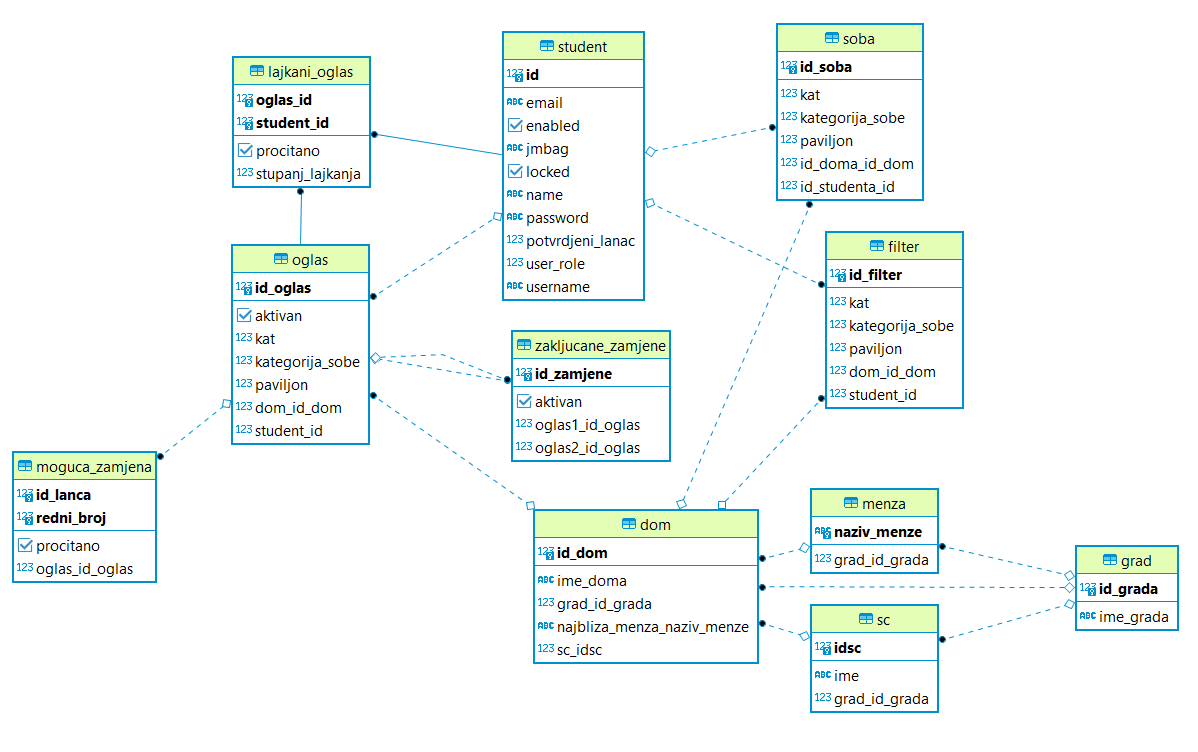 lajkani_oglas
123 oglas_id
123 student_id
procitano
123 stupanj_lajkanja
student
123 id
ABC email
enabled
ABC jmbag
locked
ABC name
ABC password
123 potvrdjeni_lanac
123 user_role
ABC username
soba
123 id_soba
123 kat
123 kategorija_sobe
123 paviljon
123 id_doma_id_dom
123 id_studenta_id
oglas
123 id_oglas
aktivan
123 kat
123 kategorija_sobe
123 paviljon
123 dom_id_dom
123 student_id
filter
123 id_filter
123 kat
123 kategorija_sobe
123 paviljon
123 dom_id_dom
123 student_id
zakljucane_zamjene
123 id_zamjene
aktivan
123 oglas1_id_oglas
123 oglas2_id_oglas
moguca_zamjena
123 id_lanca
123 redni_broj
procitano
123 oglas_id_oglas
dom
123 id_dom
ABC ime_doma
123 grad_id_grada
ABC najbliza_menza_naziv_menze
123 sc_idsc
menza
ABC naziv_menze
123 grad_id_grada
sc
123 idsc
ABC ime
123 grad_id_grada
grad
123 id_grada
ABC ime_grada